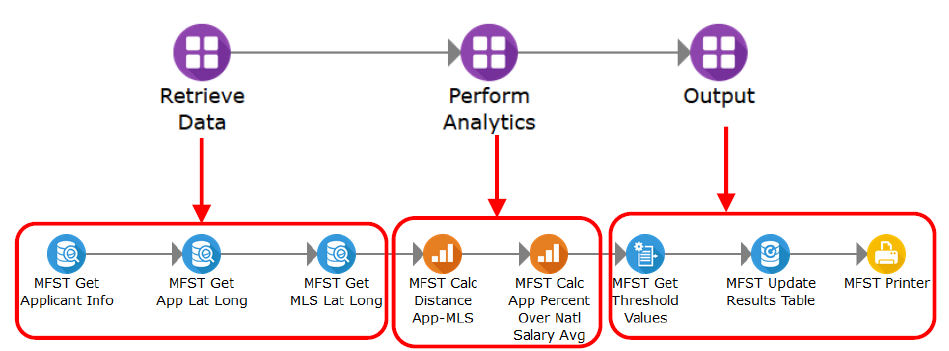 Retrieve
Data
Perform
Analytics
Output
MFST Get
Applicant Info
MFST Get
App Lat Long
MFST Get
MLS Lat Long
MFST Calc
Distance
App-MLS
MFST Calc
App Percent
Over Natl
Salary Avg
MFST Get
Threshold
Values
MFST Update
Results Table
MFST Printer